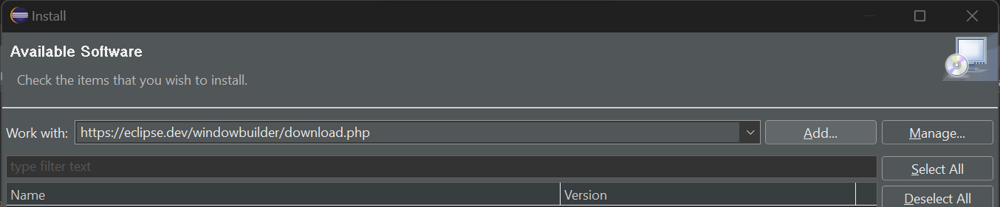 Install
Available Software
Check the items that you wish to install.
Work with: https://eclipse.dev/windowbuilder/download.php Add... Manage...
type filter text Select All
Name Version Deselect All